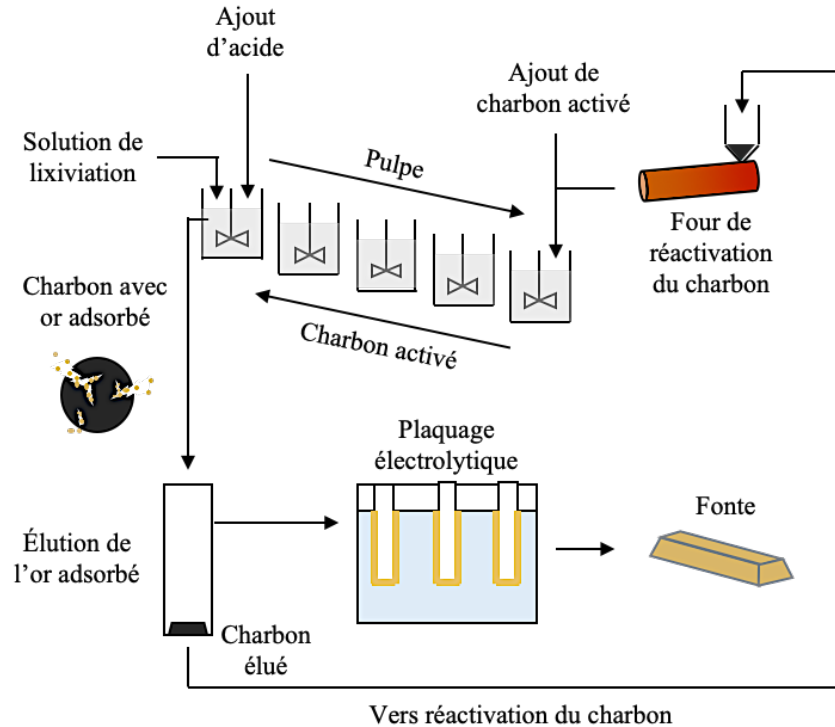 Ajout
d’acide
Ajout de
charbon activé
Solution de
lixiviation
Pulpe
Four de
réactivation
du charbon
Charbon avec
or adsorbé
Charbon activé
Plaquage
électrolytique
Fonte
Élution de
l’or adsorbé
Charbon
élué
Vers réactivation du charbon